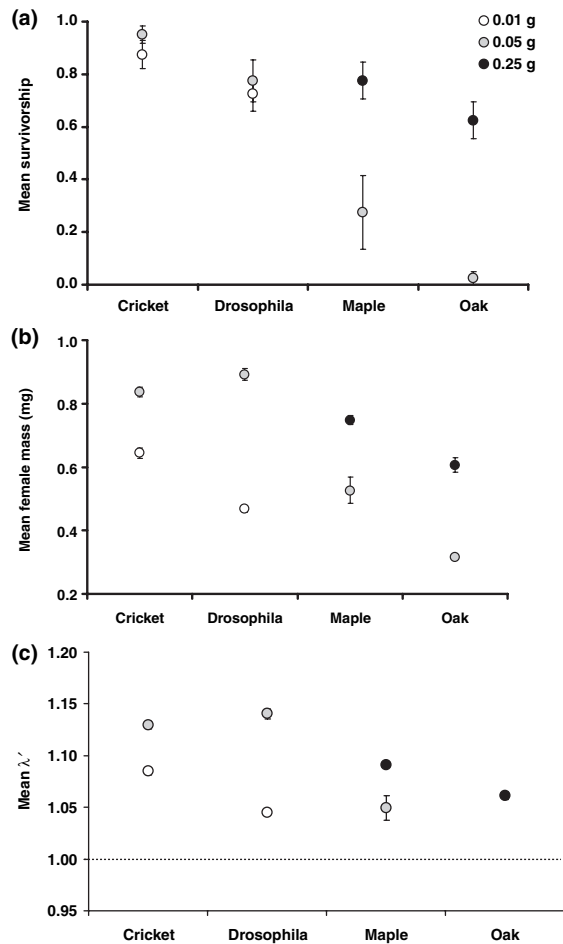 (a)
1.0
0.8
0.6
0.4
0.2
0.0
Mean survivorship
0.01 g
0.05 g
0.25 g
Cricket Drosophila Maple Oak
(b)
1.0
0.8
0.6
0.4
0.2
Mean female mass (mg)
Cricket Drosophila Maple Oak
(c)
1.20
1.15
1.10
1.05
1.00
0.95
Mean λ′
Cricket Drosophila Maple Oak